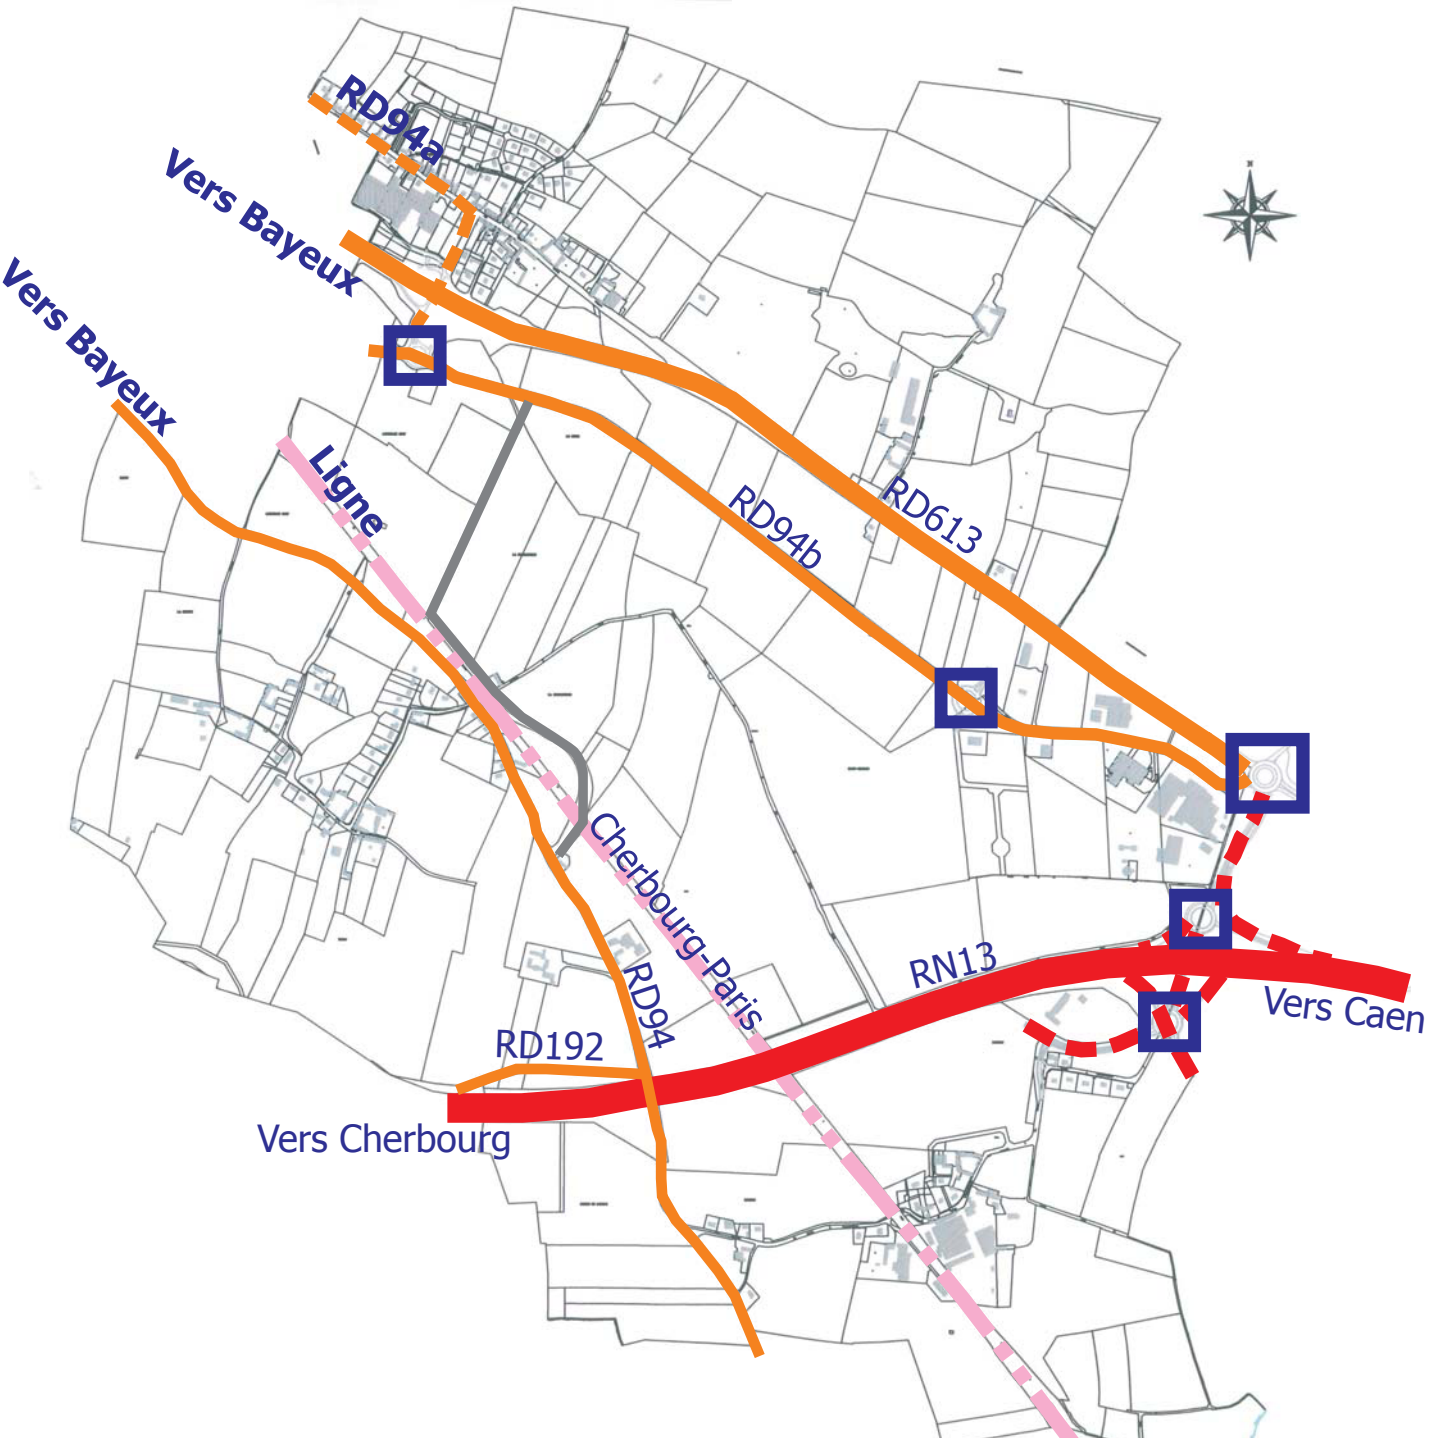 RD94a
Vers Bayeux
Vers Bayeux
Ligne
RD613
RD94b
Cherbourg-Paris
RN13
RD94
Vers Caen
RD192
Vers Cherbourg